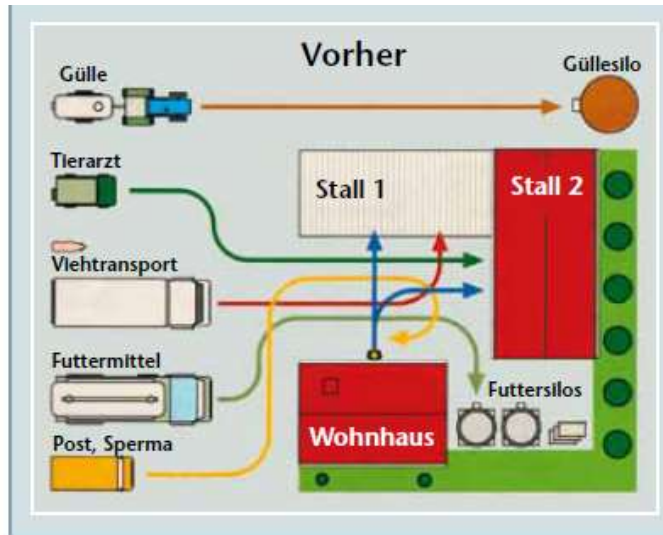 Vorher
Gülle
Güllesilo
Tierarzt
Stall 1
Stall 2
Viehtransport
Futtermittel
Futtersilos
Wohnhaus
Post, Sperma